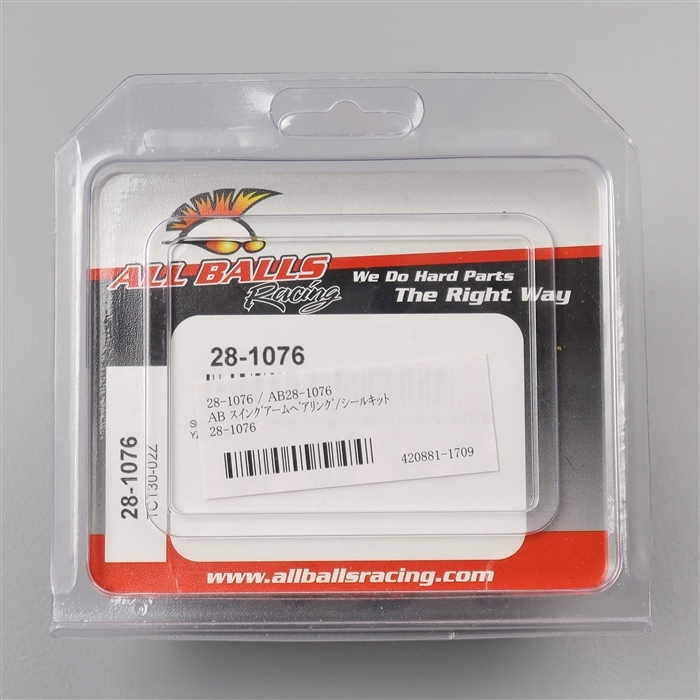 ALL BALLS
Racing
We Do Hard Parts
The Right Way
28-1076
28-1076 / AB28-1076
AB スイングアームベアリング/シールキット
28-1076
420881-1709
28-1076
TCT30-02Z
www.allballsracing.com